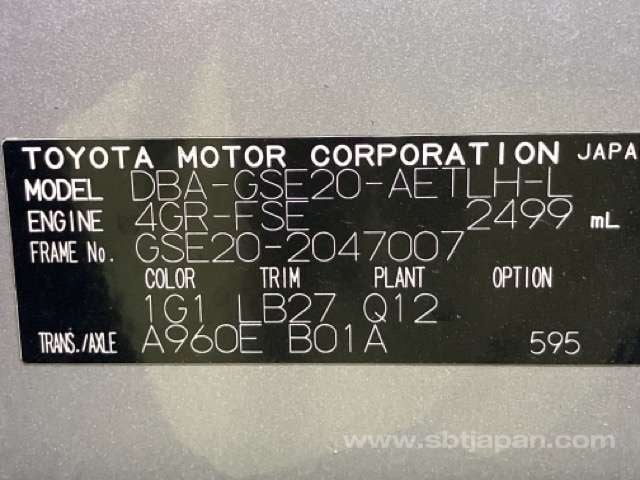 TOYOTA MOTOR CORPORATION JAPA
MODEL DBA-GSE20-AETLH-L
ENGINE 4GR-FSE 2499 mL
FRAME No. GSE20-2047007
COLOR TRIM PLANT OPTION
1G1 LB27 Q12
TRANS./AXLE A960E B01A 595
www.sbtjapan.com